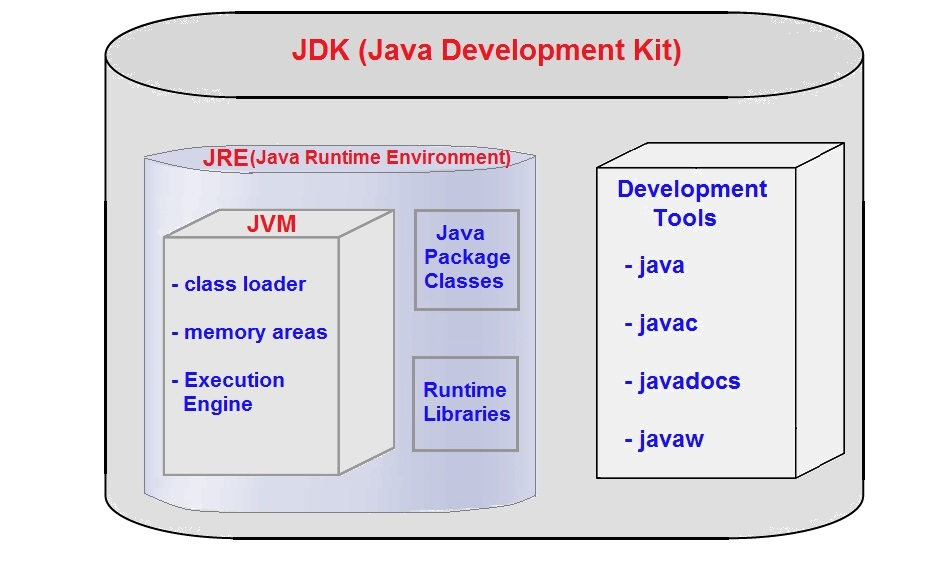 JDK (Java Development Kit)
JRE(Java Runtime Environment)
JVM
- class loader
- memory areas
- Execution
Engine
Java
Package
Classes
Runtime
Libraries
Development
Tools
- java
- javac
- javadocs
- javaw